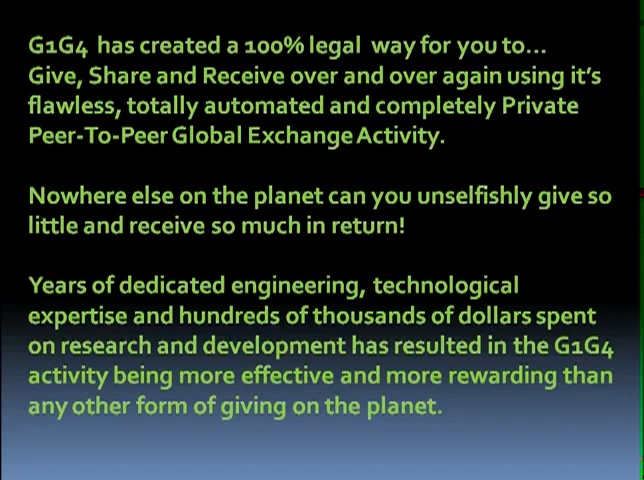 G1G4 has created a 100% legal way for you to...
Give, Share and Receive over and over again using it's
flawless, totally automated and completely Private
Peer-To-Peer Global Exchange Activity.
Nowhere else on the planet can you unselfishly give so
little and receive so much in return!
Years of dedicated engineering, technological
expertise and hundreds of thousands of dollars spent
on research and development has resulted in the G1G4
activity being more effective and more rewarding than
any other form of giving on the planet.